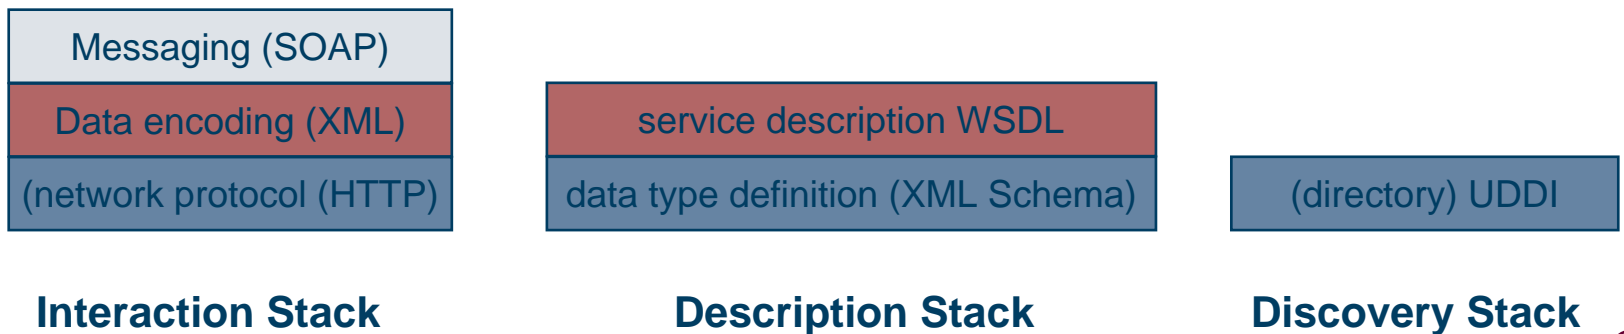 Messaging (SOAP)
Data encoding (XML)
(network protocol (HTTP)
service description WSDL
data type definition (XML Schema)
(directory) UDDI
Interaction Stack
Description Stack
Discovery Stack